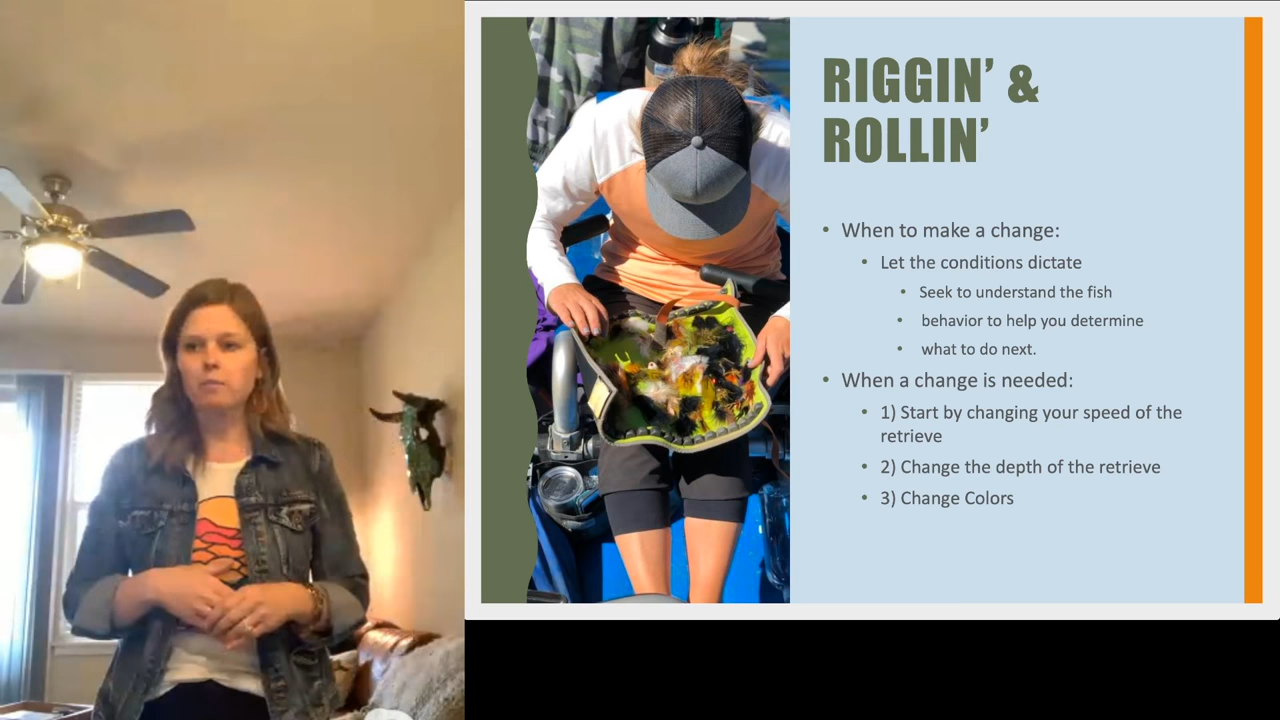 RIGGIN’ &
ROLLIN’
• When to make a change:
• Let the conditions dictate
• Seek to understand the fish
• behavior to help you determine
• what to do next.
• When a change is needed:
• 1) Start by changing your speed of the
retrieve
• 2) Change the depth of the retrieve
• 3) Change Colors